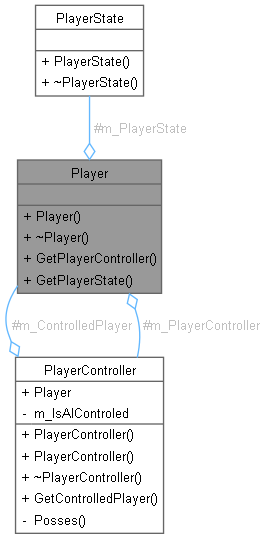 PlayerState
+ PlayerState()
+ ~PlayerState()
#m_PlayerState
Player
+ Player()
+ ~Player()
+ GetPlayerController()
+ GetPlayerState()
#m_ControlledPlayer
#m_PlayerController
PlayerController
+ Player
- m_IsAIControled
+ PlayerController()
+ PlayerController()
+ ~PlayerController()
+ GetControlledPlayer()
- Posses()